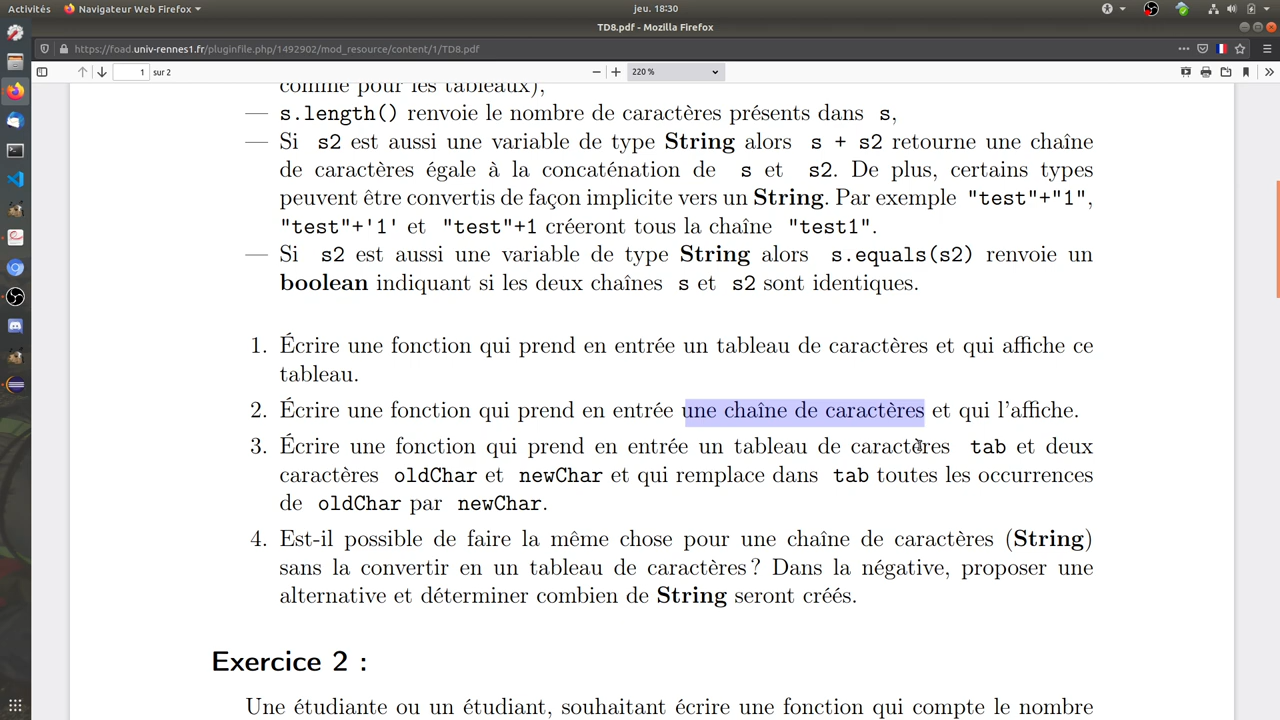 Activités
Navigateur Web Firefox
jeu. 18:30
TD8.pdf - Mozilla Firefox
https://foad.univ-rennes1.fr/pluginfile.php/1492902/mod_resource/content/1/TD8.pdf
1 sur 2
220 %
comme pour les tableaux),
— s.length() renvoie le nombre de caractères présents dans s,
— Si s2 est aussi une variable de type String alors s + s2 retourne une chaîne
de caractères égale à la concaténation de s et s2. De plus, certains types
peuvent être convertis de façon implicite vers un String. Par exemple "test"+"1",
"test"+'1' et "test"+1 créeront tous la chaîne "test1".
— Si s2 est aussi une variable de type String alors s.equals(s2) renvoie un
boolean indiquant si les deux chaînes s et s2 sont identiques.
1. Écrire une fonction qui prend en entrée un tableau de caractères et qui affiche ce
tableau.
2. Écrire une fonction qui prend en entrée une chaîne de caractères et qui l'affiche.
3. Écrire une fonction qui prend en entrée un tableau de caractères tab et deux
caractères oldChar et newChar et qui remplace dans tab toutes les occurrences
de oldChar par newChar.
4. Est-il possible de faire la même chose pour une chaîne de caractères (String)
sans la convertir en un tableau de caractères ? Dans la négative, proposer une
alternative et déterminer combien de String seront créés.
Exercice 2 :
Une étudiante ou un étudiant, souhaitant écrire une fonction qui compte le nombre